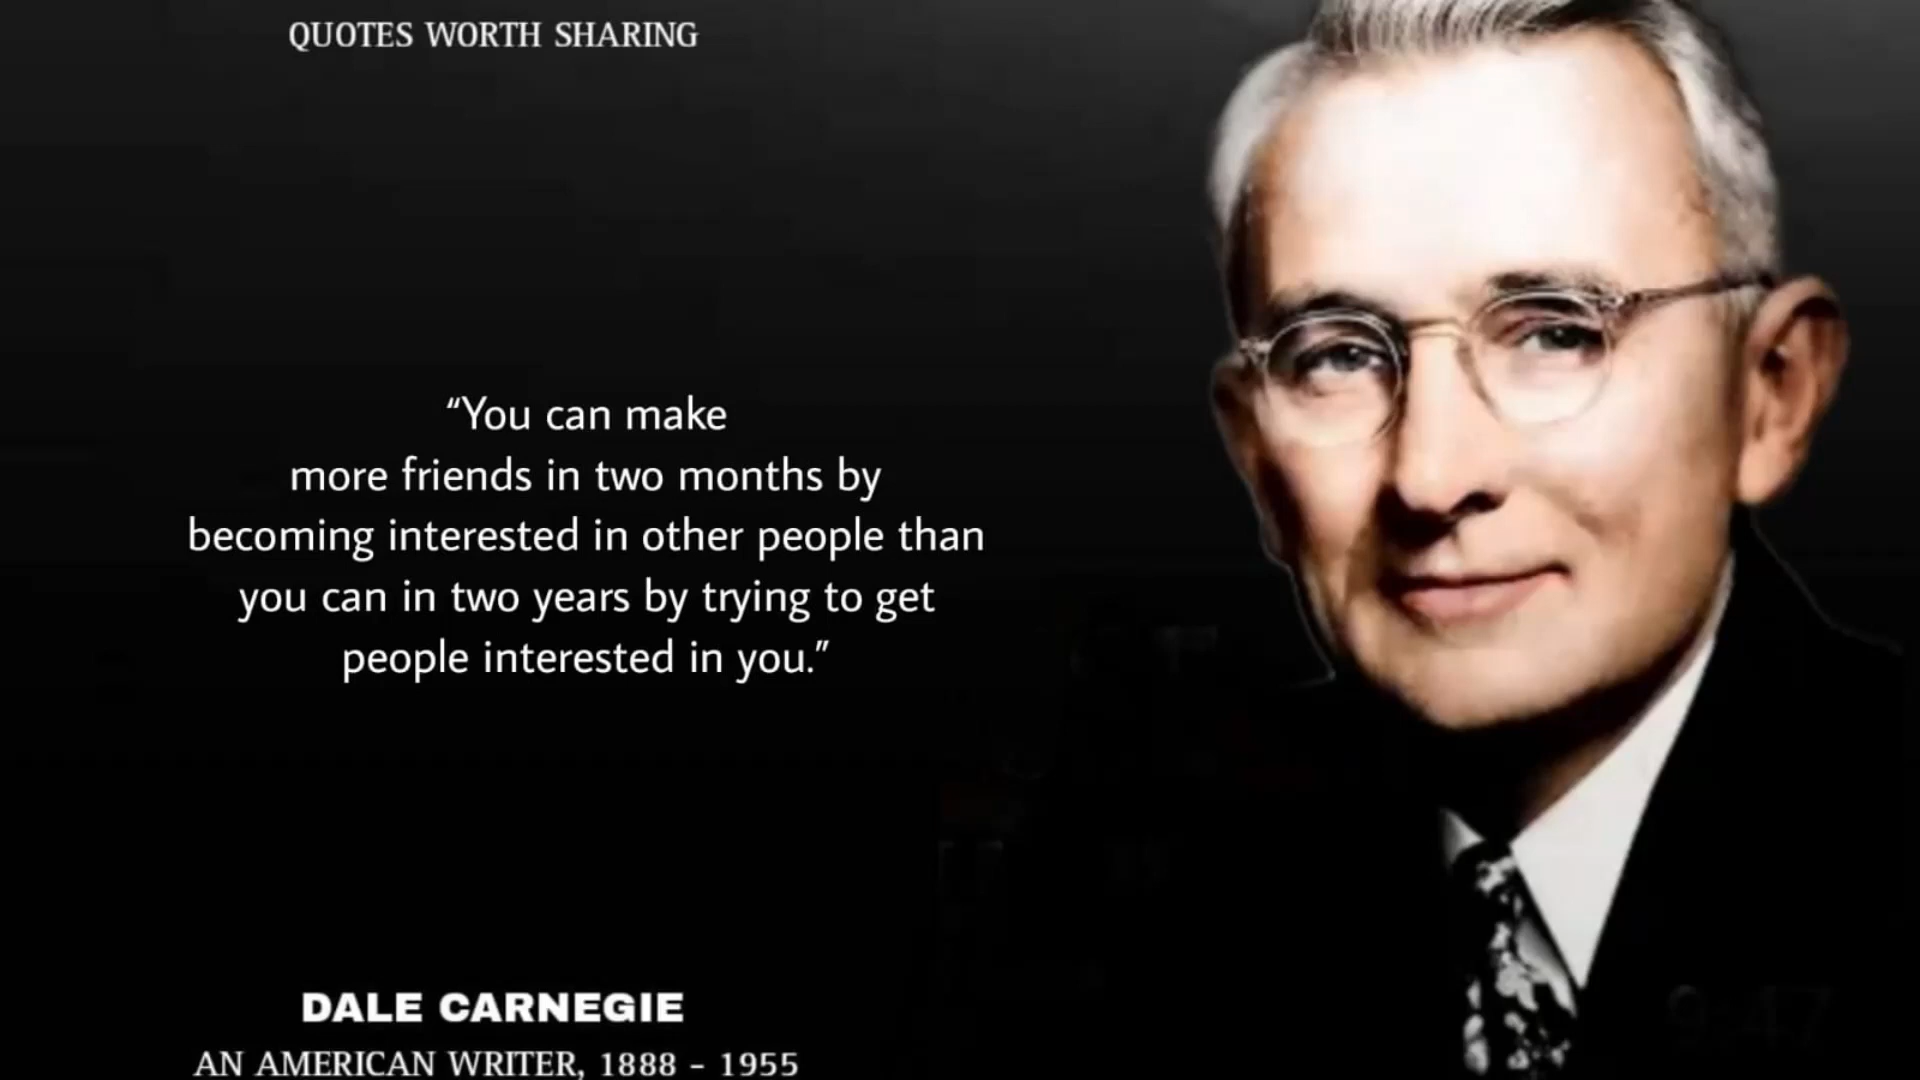 QUOTES WORTH SHARING
“You can make
more friends in two months by
becoming interested in other people than
you can in two years by trying to get
people interested in you.”
DALE CARNEGIE
AN AMERICAN WRITER, 1888 – 1955